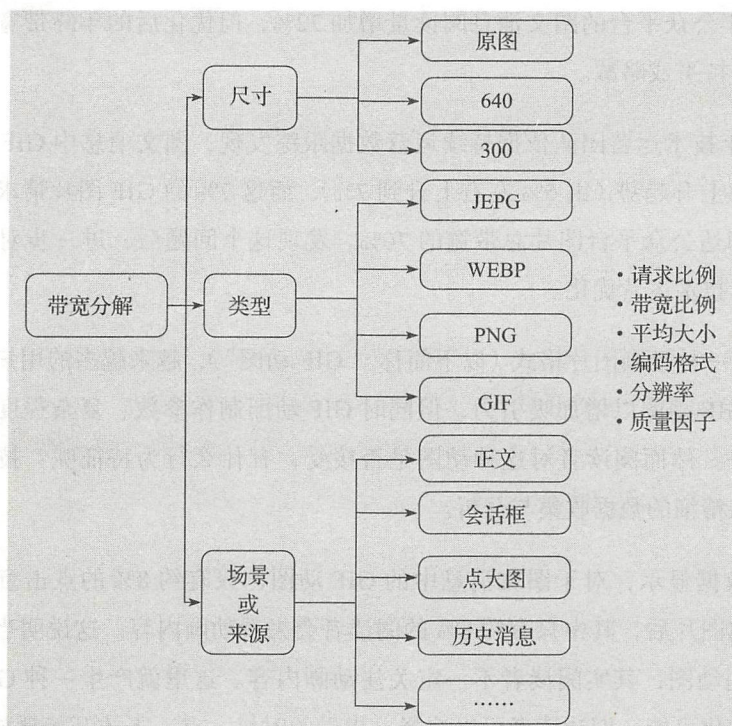 原图
尺寸
640
300
JEPG
WEBP
带宽分解
类型
PNG
GIF
• 请求比例
• 带宽比例
• 平均大小
• 编码格式
• 分辨率
• 质量因子
正文
会话框
场景
或
来源
点大图
历史消息
……